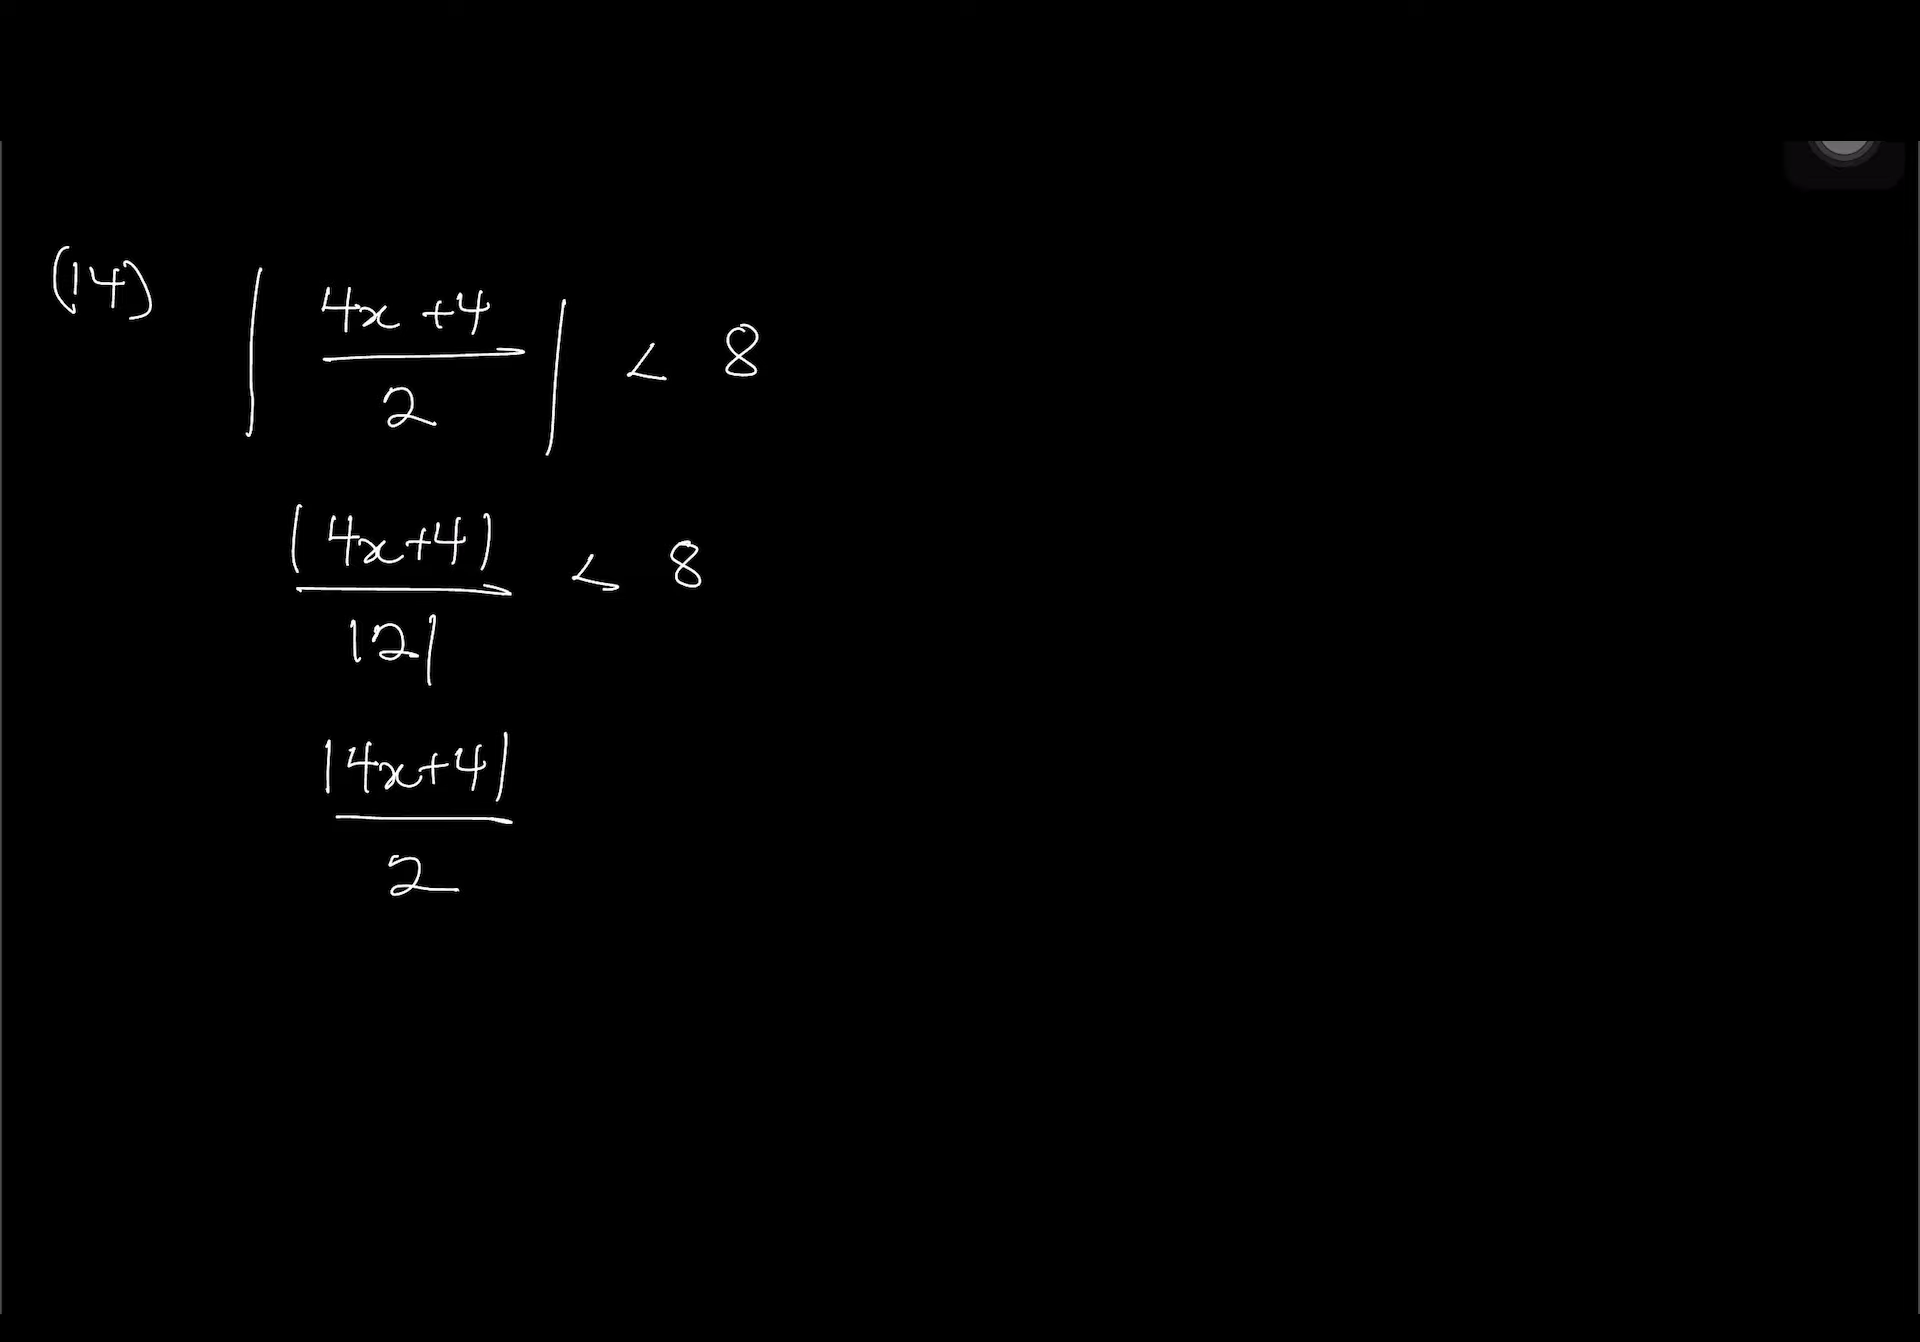 (14) | 4x + 4 / 2 | < 8
|4x+4| / |2| < 8
|4x+4| / 2